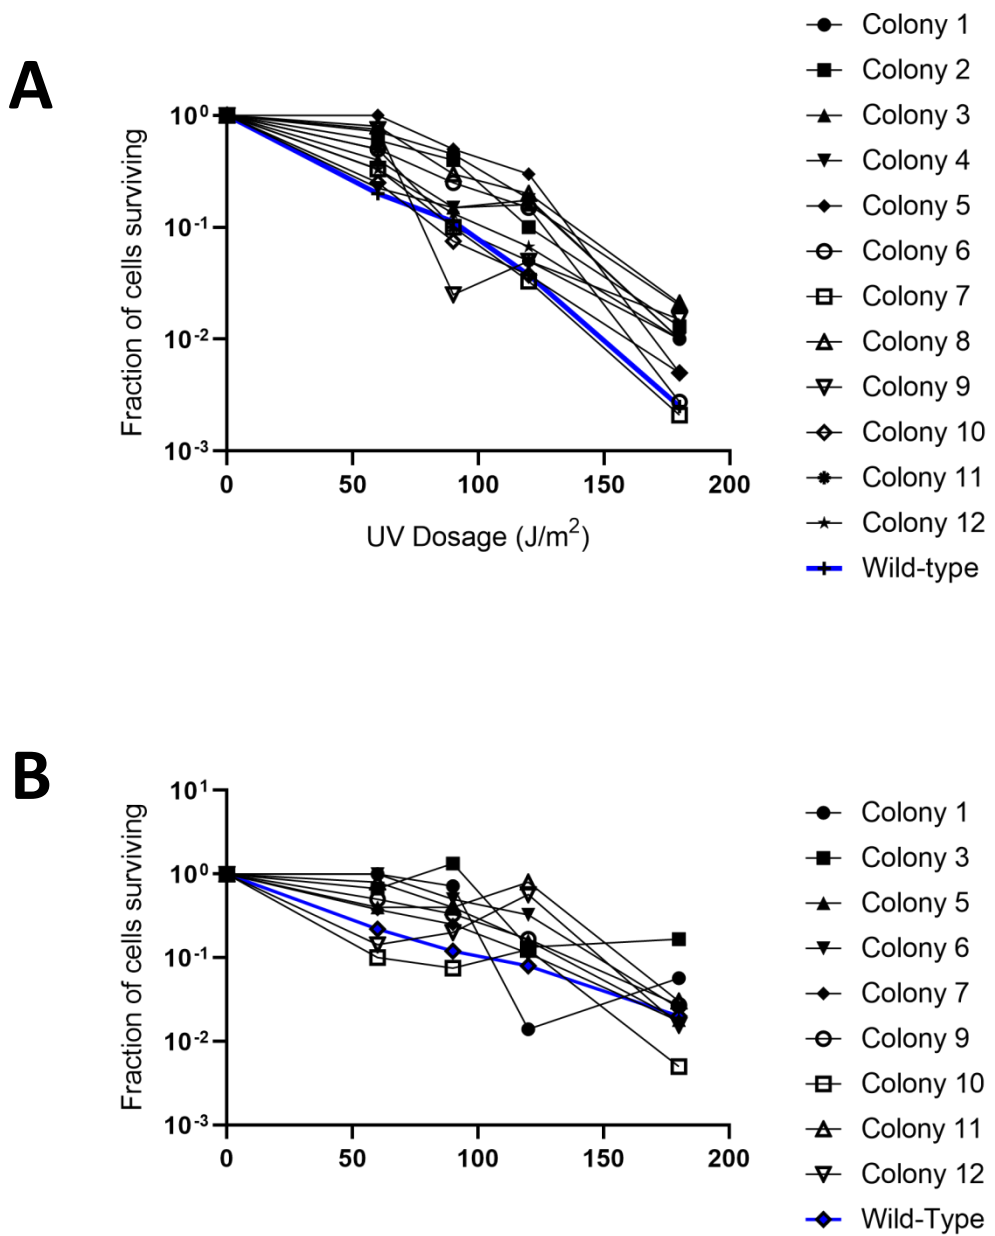 A
Fraction of cells surviving
10⁰
10⁻¹
10⁻²
10⁻³
0 50 100 150 200
UV Dosage (J/m²)
Colony 1
Colony 2
Colony 3
Colony 4
Colony 5
Colony 6
Colony 7
Colony 8
Colony 9
Colony 10
Colony 11
Colony 12
Wild-type
B
Fraction of cells surviving
10¹
10⁰
10⁻¹
10⁻²
10⁻³
0 50 100 150 200
Colony 1
Colony 3
Colony 5
Colony 6
Colony 7
Colony 9
Colony 10
Colony 11
Colony 12
Wild-Type